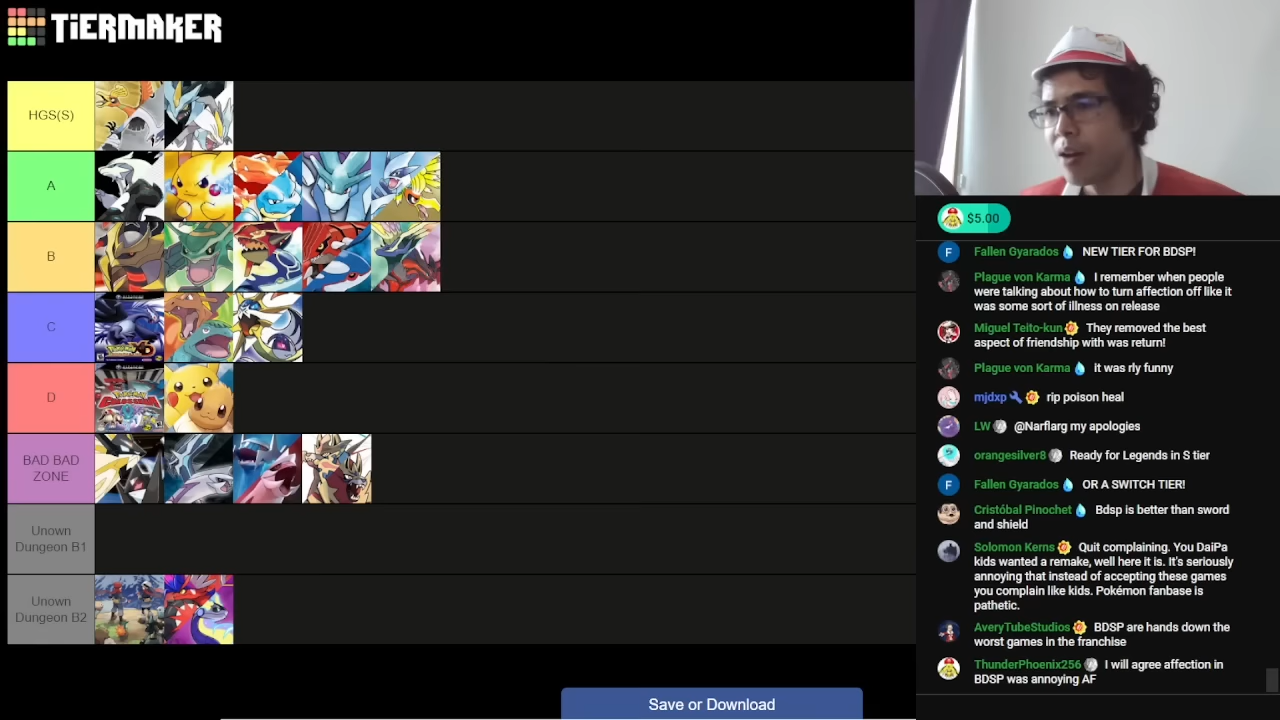 TiERMAKER
HGS(S)
A
B
C
D
BAD BAD
ZONE
Unown
Dungeon B1
Unown
Dungeon B2
Save or Download
$5.00
F
Fallen Gyarados NEW TIER FOR BDSP!
Plague von Karma I remember when people
were talking about how to turn affection off like it
was some sort of illness on release
Miguel Teito-kun They removed the best
aspect of friendship with was return!
Plague von Karma it was rly funny
mjdxp rip poison heal
LW @Narflarg my apologies
orangesilver8 Ready for Legends in S tier
F
Fallen Gyarados OR A SWITCH TIER!
Cristóbal Pinochet Bdsp is better than sword
and shield
Solomon Kerns Quit complaining. You DaiPa
kids wanted a remake, well here it is. It's seriously
annoying that instead of accepting these games
you complain like kids. Pokémon fanbase is
pathetic.
AveryTubeStudios BDSP are hands down the
worst games in the franchise
ThunderPhoenix256 I will agree affection in
BDSP was annoying AF